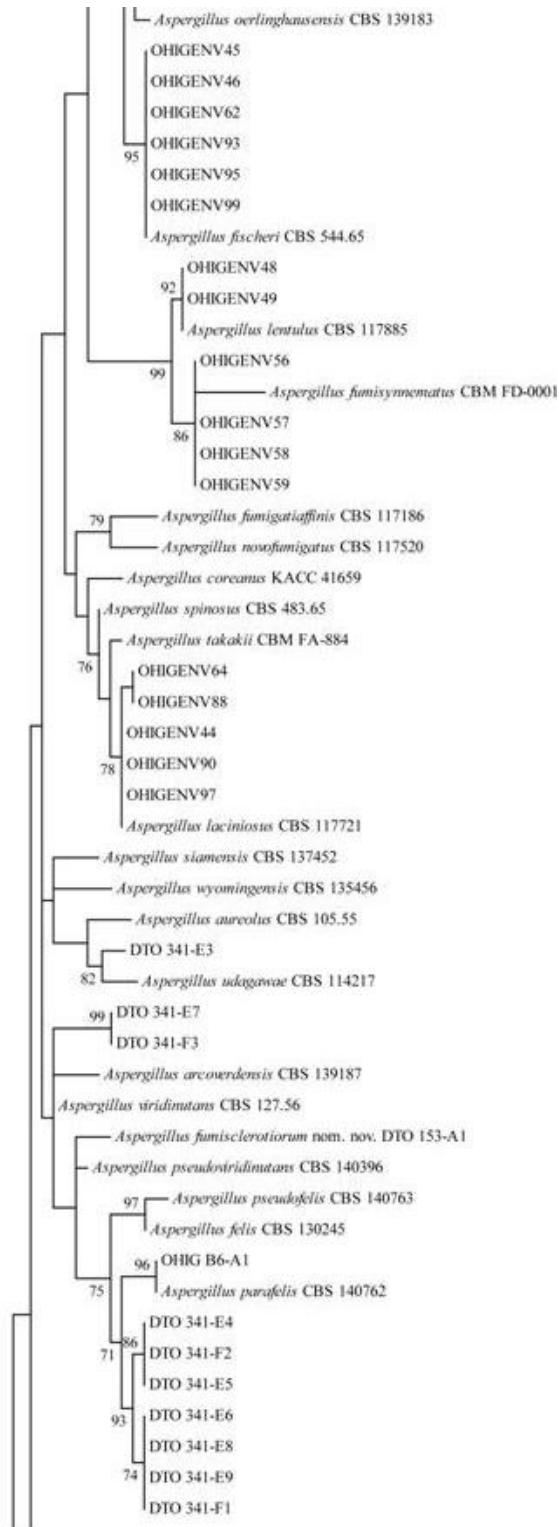 Aspergillus oerlinghausensis CBS 139183
OHIGENV45
OHIGENV46
OHIGENV62
OHIGENV93
95
OHIGENV95
OHIGENV99
Aspergillus fischeri CBS 544.65
OHIGENV48
92
OHIGENV49
Aspergillus lentulus CBS 117885
99
OHIGENV56
Aspergillus fumisynnematus CBM FD-0001
OHIGENV57
86
OHIGENV58
OHIGENV59
79
Aspergillus fumigatiaffinis CBS 117186
Aspergillus novofumigatus CBS 117520
Aspergillus coreanus KACC 41659
Aspergillus spinosus CBS 483.65
Aspergillus takakii CBM FA-884
76
OHIGENV64
OHIGENV88
OHIGENV44
OHIGENV90
78
OHIGENV97
Aspergillus laciniosus CBS 117721
Aspergillus siamensis CBS 137452
Aspergillus wyomingensis CBS 135456
Aspergillus aureolus CBS 105.55
DTO 341-E3
82
Aspergillus udagawae CBS 114217
99
DTO 341-E7
DTO 341-F3
Aspergillus arcoverdensis CBS 139187
Aspergillus viridinutans CBS 127.56
Aspergillus fumisclerotiorum nom. nov. DTO 153-A1
Aspergillus pseudoviridinutans CBS 140396
97
Aspergillus pseudofelis CBS 140763
Aspergillus felis CBS 130245
96
OHIG B6-A1
75
Aspergillus parafelis CBS 140762
DTO 341-E4
71
86
DTO 341-F2
DTO 341-E5
93
DTO 341-E6
DTO 341-E8
74
DTO 341-E9
DTO 341-F1